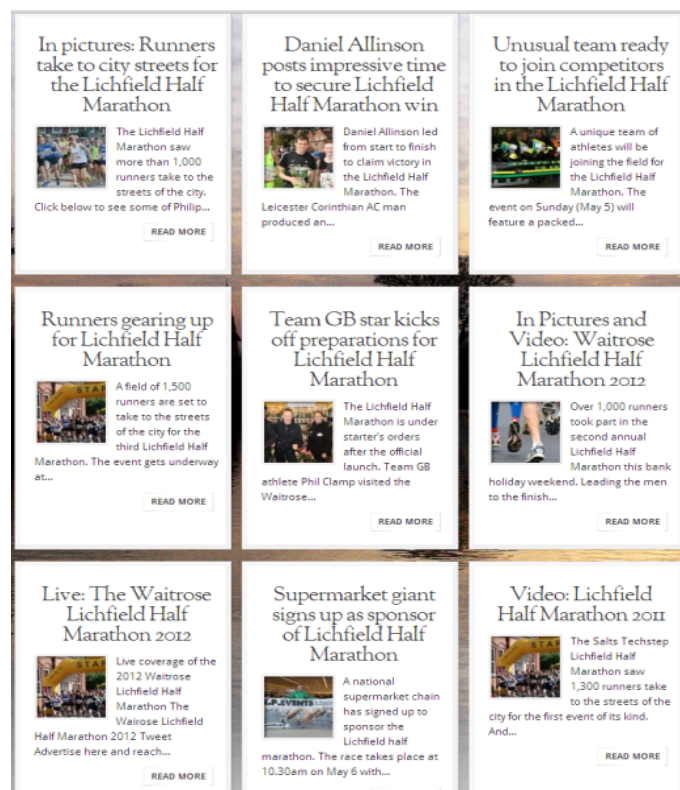 In pictures: Runners
take to city streets for
the Lichfield Half
Marathon
The Lichfield Half
Marathon saw
more than 1,000
runners take to the
streets of the city.
Click below to see some of Philip...
READ MORE
Daniel Allinson
posts impressive time
to secure Lichfield
Half Marathon win
Daniel Allinson led
from start to finish
to claim victory in
the Lichfield Half
Marathon. The
Leicester Corinthian AC man
produced an...
READ MORE
Unusual team ready
to join competitors
in the Lichfield Half
Marathon
A unique team of
athletes will be
joining the field for
the Lichfield Half
Marathon. The
event on Sunday (May 5) will
feature a packed...
READ MORE
Runners gearing up
for Lichfield Half
Marathon
START
A field of 1,500
runners are set to
take to the streets
of the city for the
third Lichfield Half
Marathon. The event gets underway
at...
READ MORE
Team GB star kicks
off preparations for
Lichfield Half
Marathon
The Lichfield Half
Marathon is under
starter's orders
after the official
launch. Team GB
athlete Phil Clamp visited the
Waitrose...
READ MORE
In Pictures and
Video: Waitrose
Lichfield Half
Marathon 2012
Over 1,000 runners
took part in the
second annual
Lichfield Half
Marathon this bank
holiday weekend. Leading the men
to the finish...
READ MORE
Live: The Waitrose
Lichfield Half
Marathon 2012
START
Live coverage of the
2012 Waitrose
Lichfield Half
Marathon The
Wairose Lichfield
Half Marathon 2012 Tweet
Advertise here and reach...
READ MORE
Supermarket giant
signs up as sponsor
of Lichfield Half
Marathon
L.P.EVENTS
A national
supermarket chain
has signed up to
sponsor the
Lichfield half
marathon. The race takes place at
10.30am on May 6 with...
Video: Lichfield
Half Marathon 2011
START
The Salts Techstep
Lichfield Half
Marathon saw
1,300 runners take
to the streets of the
city for the first event of its kind.
And...
READ MORE